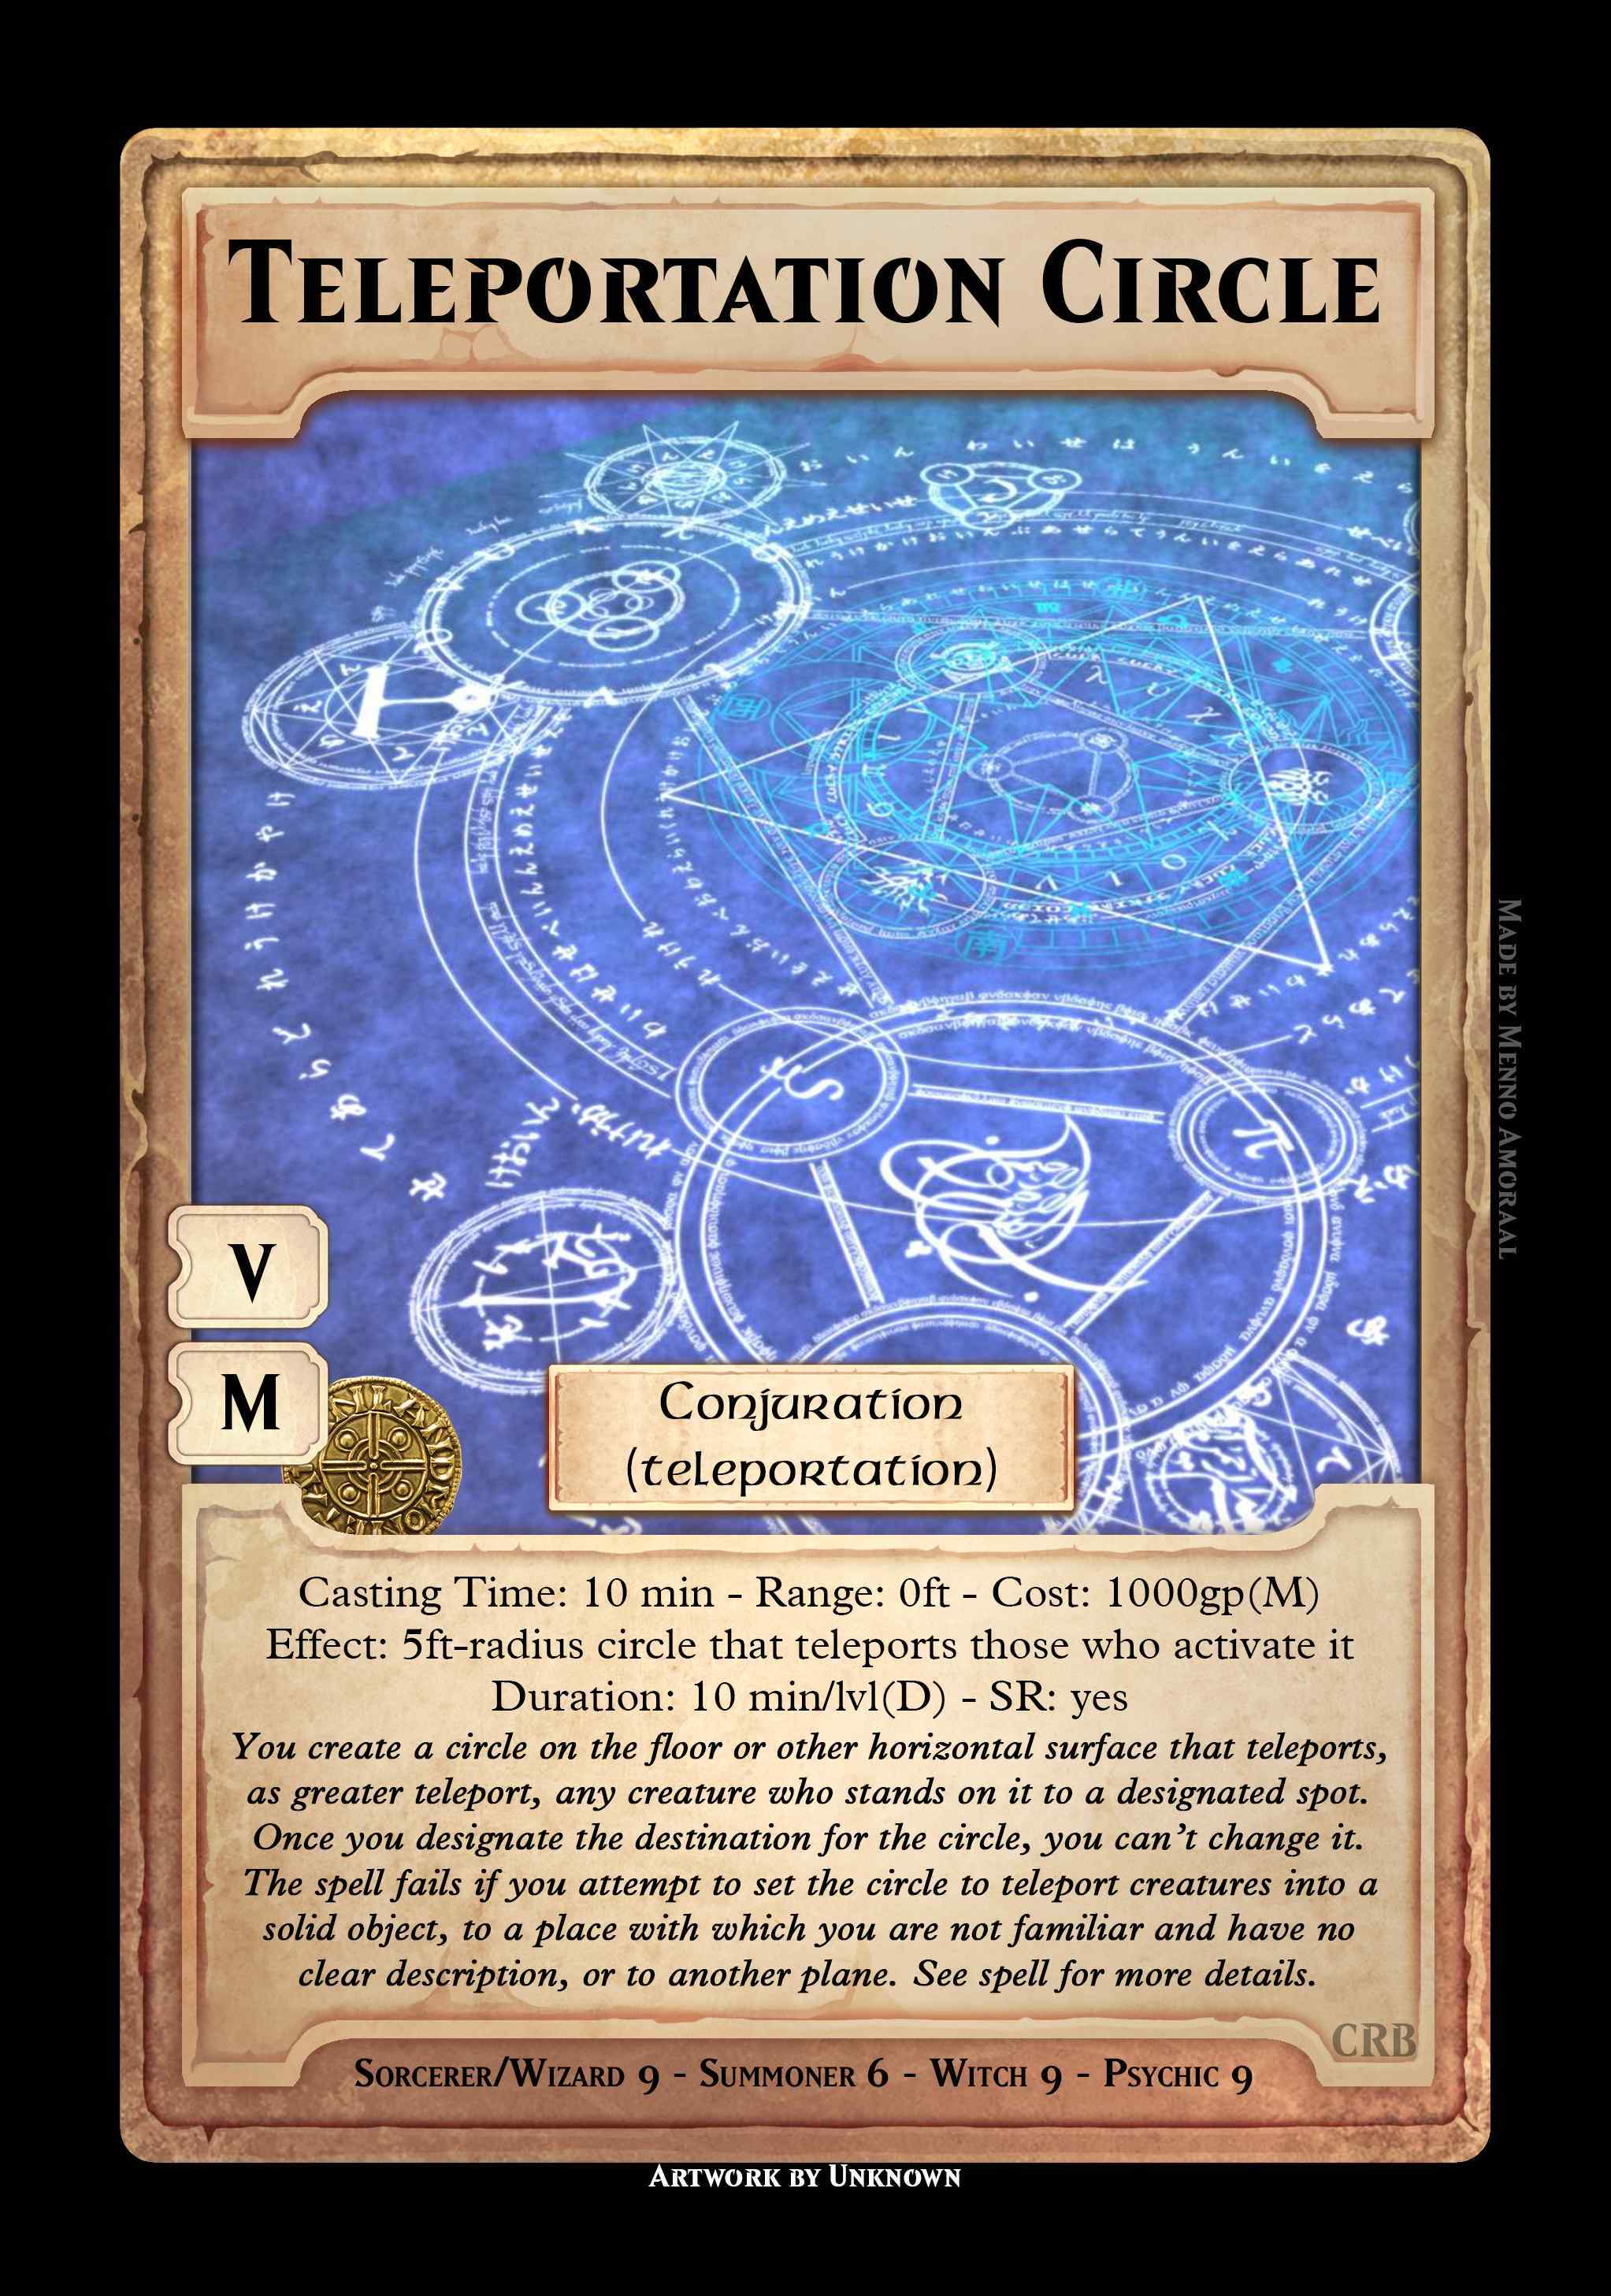 Teleportation Circle
V
M
Conjuration
(teleportation)
Casting Time: 10 min - Range: 0ft - Cost: 1000gp(M)
Effect: 5ft-radius circle that teleports those who activate it
Duration: 10 min/lvl(D) - SR: yes
You create a circle on the floor or other horizontal surface that teleports,
as greater teleport, any creature who stands on it to a designated spot.
Once you designate the destination for the circle, you can't change it.
The spell fails if you attempt to set the circle to teleport creatures into a
solid object, to a place with which you are not familiar and have no
clear description, or to another plane. See spell for more details.
CRB
Sorcerer/Wizard 9 - Summoner 6 - Witch 9 - Psychic 9
Artwork by Unknown
Made by Menno Amoraal